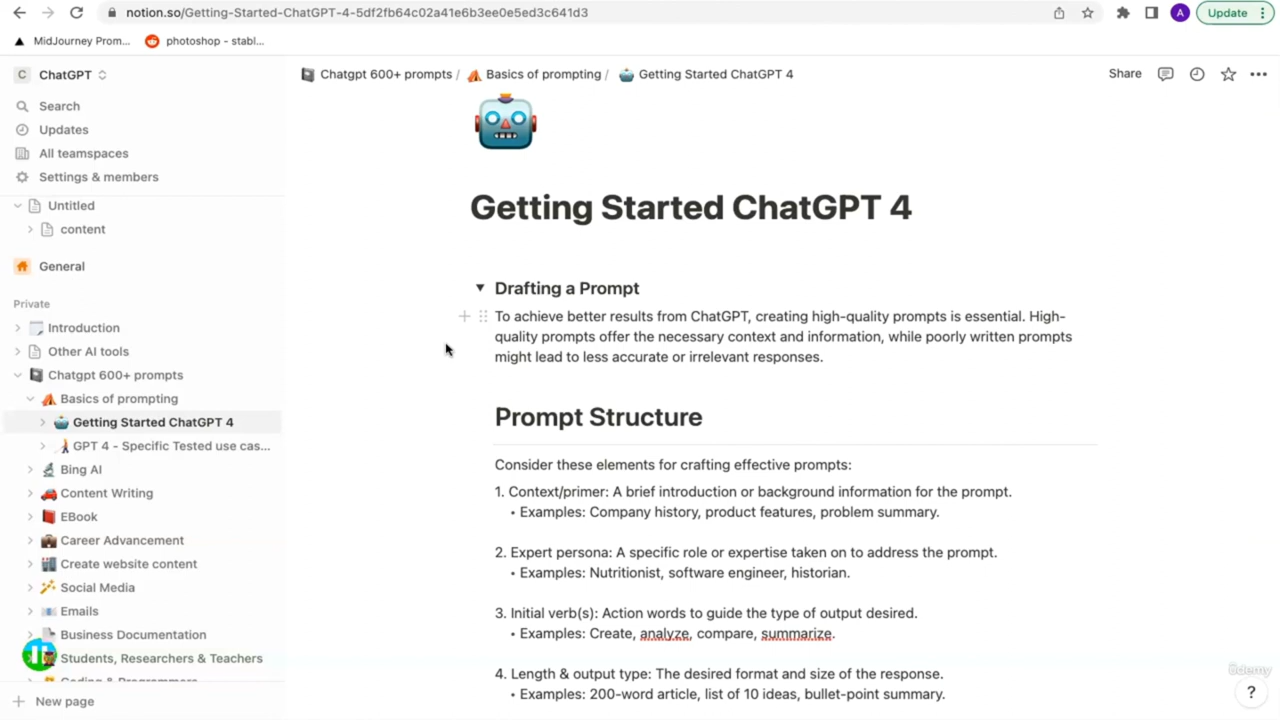 notion.so/Getting-Started-ChatGPT-4-5df2fb64c02a41e6b3ee0e5ed3c641d3
A
Update
MidJourney Prom...
photoshop - stabl...
C
ChatGPT
Search
Updates
All teamspaces
Settings & members
Untitled
content
General
Private
Introduction
Other AI tools
Chatgpt 600+ prompts
Basics of prompting
Getting Started ChatGPT 4
GPT 4 - Specific Tested use cas...
Bing AI
Content Writing
EBook
Career Advancement
Create website content
Social Media
Emails
Business Documentation
Students, Researchers & Teachers
Coding & Programmers
New page
Chatgpt 600+ prompts / Basics of prompting / Getting Started ChatGPT 4
Share
Getting Started ChatGPT 4
Drafting a Prompt
To achieve better results from ChatGPT, creating high-quality prompts is essential. High-
quality prompts offer the necessary context and information, while poorly written prompts
might lead to less accurate or irrelevant responses.
Prompt Structure
Consider these elements for crafting effective prompts:
1. Context/primer: A brief introduction or background information for the prompt.
• Examples: Company history, product features, problem summary.
2. Expert persona: A specific role or expertise taken on to address the prompt.
• Examples: Nutritionist, software engineer, historian.
3. Initial verb(s): Action words to guide the type of output desired.
• Examples: Create, analyze, compare, summarize.
4. Length & output type: The desired format and size of the response.
• Examples: 200-word article, list of 10 ideas, bullet-point summary.
ûdemy
?